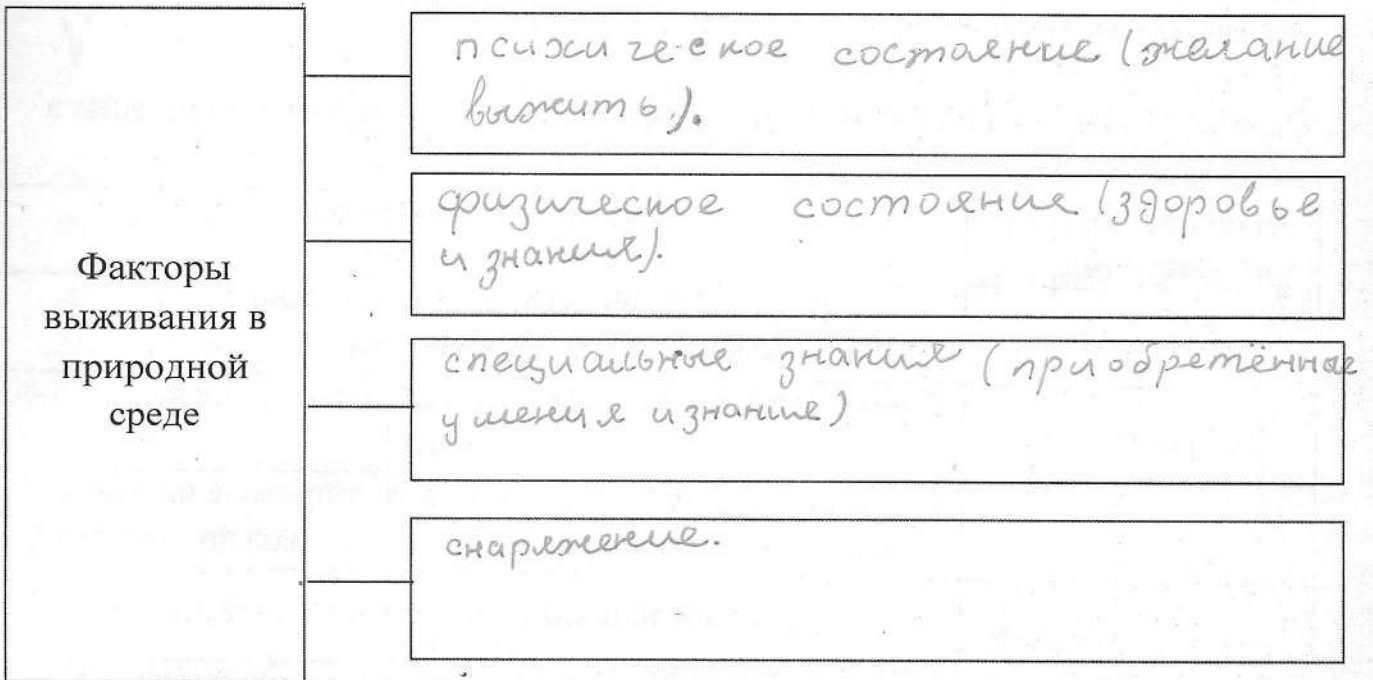 психическое состояние (желание
выжить).
физическое состояние (здоровье
и знания).
Факторы
выживания в
природной
среде
специальные знания (приобретённые
умения и знания)
снаряжение.